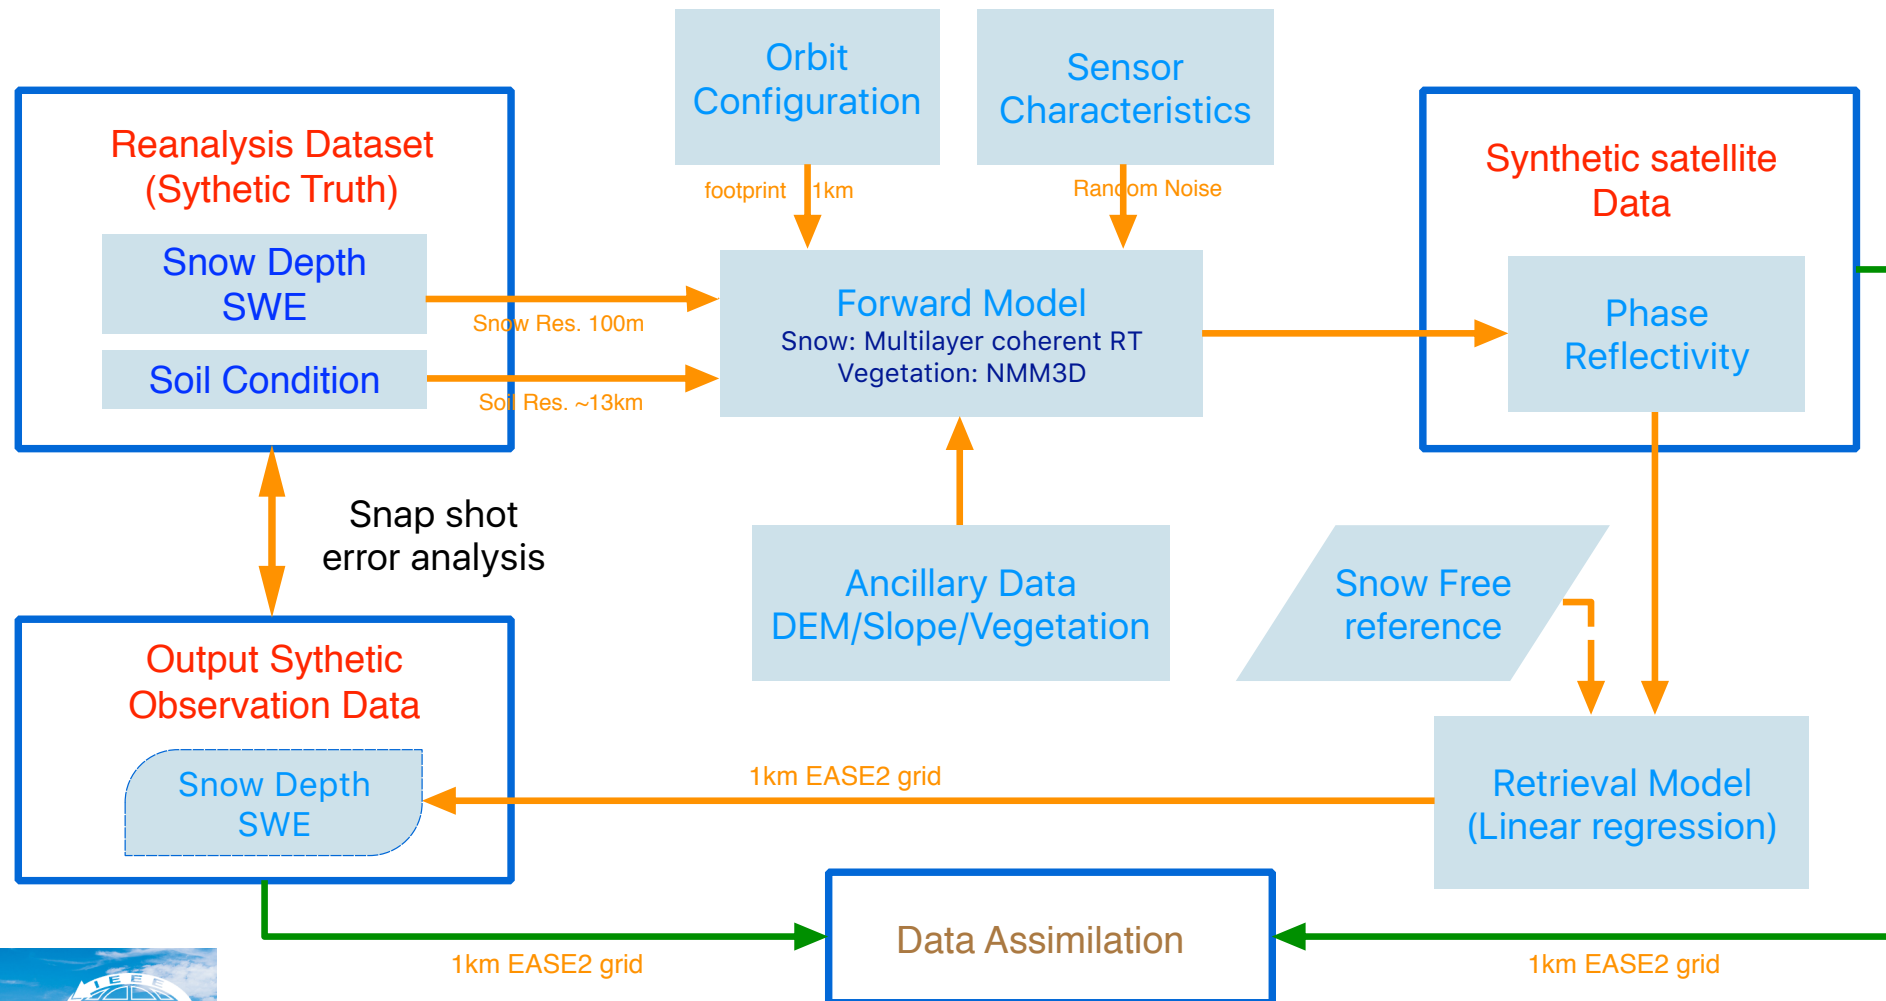 Orbit
Configuration
Sensor
Characteristics
Reanalysis Dataset
(Sythetic Truth)
Synthetic satellite
Data
footprint 1km
Random Noise
Snow Depth
SWE
Snow Res. 100m
Soil Condition
Soil Res. ~13km
Forward Model
Snow: Multilayer coherent RT
Vegetation: NMM3D
Phase
Reflectivity
Snap shot
error analysis
Ancillary Data
DEM/Slope/Vegetation
Snow Free
reference
Output Sythetic
Observation Data
Snow Depth
SWE
1km EASE2 grid
Retrieval Model
(Linear regression)
Data Assimilation
1km EASE2 grid
1km EASE2 grid
IEEE